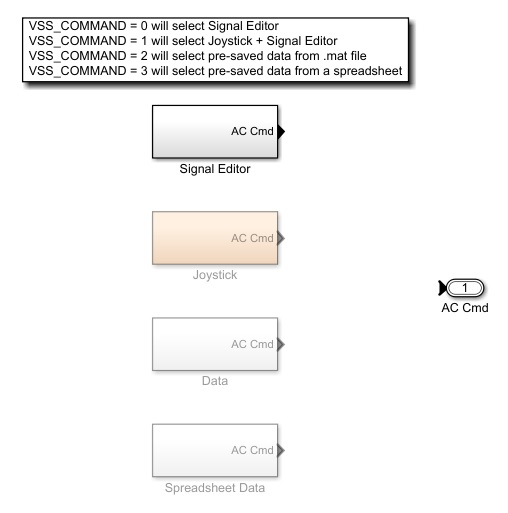 VSS_COMMAND = 0 will select Signal Editor
VSS_COMMAND = 1 will select Joystick + Signal Editor
VSS_COMMAND = 2 will select pre-saved data from .mat file
VSS_COMMAND = 3 will select pre-saved data from a spreadsheet
AC Cmd
Signal Editor
AC Cmd
Joystick
1
AC Cmd
AC Cmd
Data
AC Cmd
Spreadsheet Data